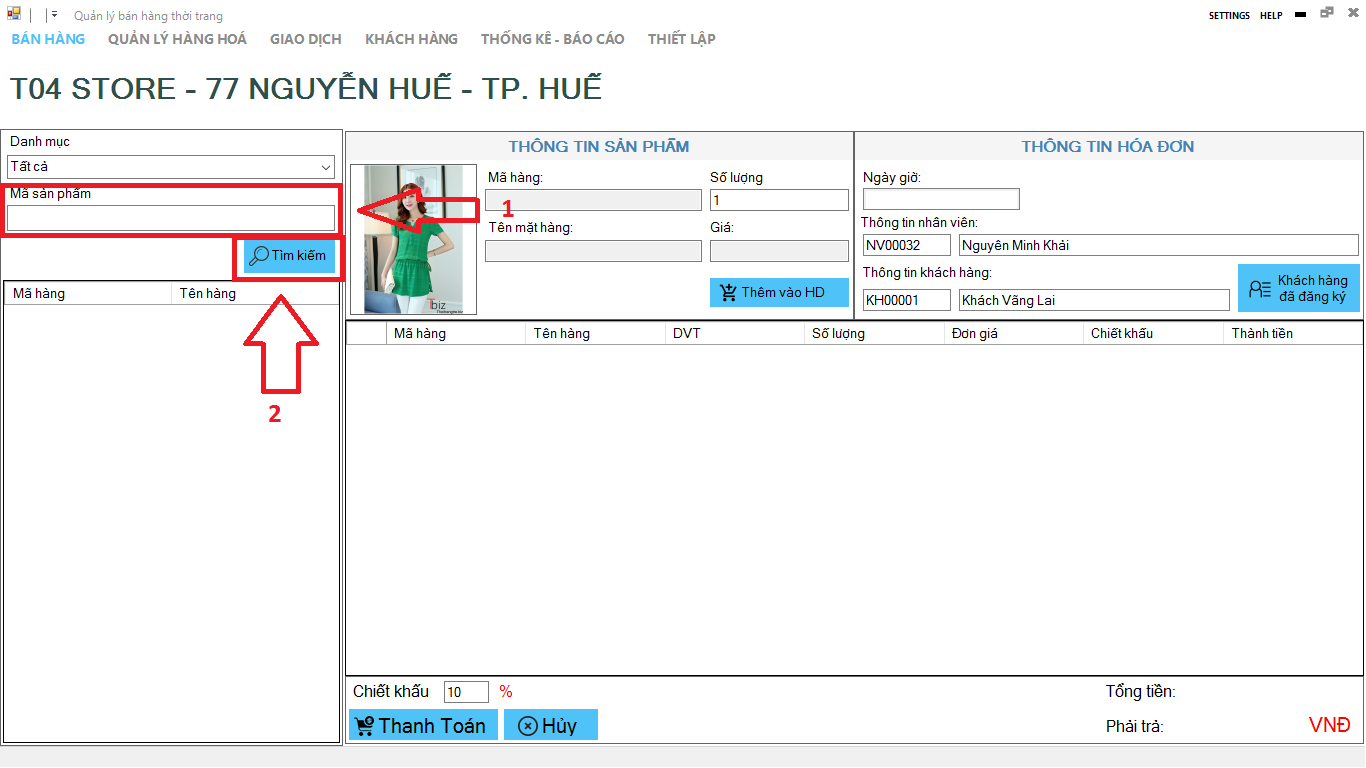 Quản lý bán hàng thời trang
SETTINGS HELP
BÁN HÀNG QUẢN LÝ HÀNG HOÁ GIAO DỊCH KHÁCH HÀNG THỐNG KÊ - BÁO CÁO THIẾT LẬP
T04 STORE - 77 NGUYỄN HUẾ - TP. HUẾ
Danh mục
Tất cả
Mã sản phẩm
Tìm kiếm
Mã hàng Tên hàng
1
2
THÔNG TIN SẢN PHẨM
Mã hàng: Số lượng
1
Tên mặt hàng: Giá:
Thêm vào HD
THÔNG TIN HÓA ĐƠN
Ngày giờ:
Thông tin nhân viên:
NV00032 Nguyên Minh Khải
Thông tin khách hàng:
KH00001 Khách Vãng Lai
Khách hàng
đã đăng ký
Mã hàng Tên hàng DVT Số lượng Đơn giá Chiết khấu Thành tiền
Chiết khấu 10 %
Tổng tiền:
Thanh Toán Hủy
Phải trả: VNĐ